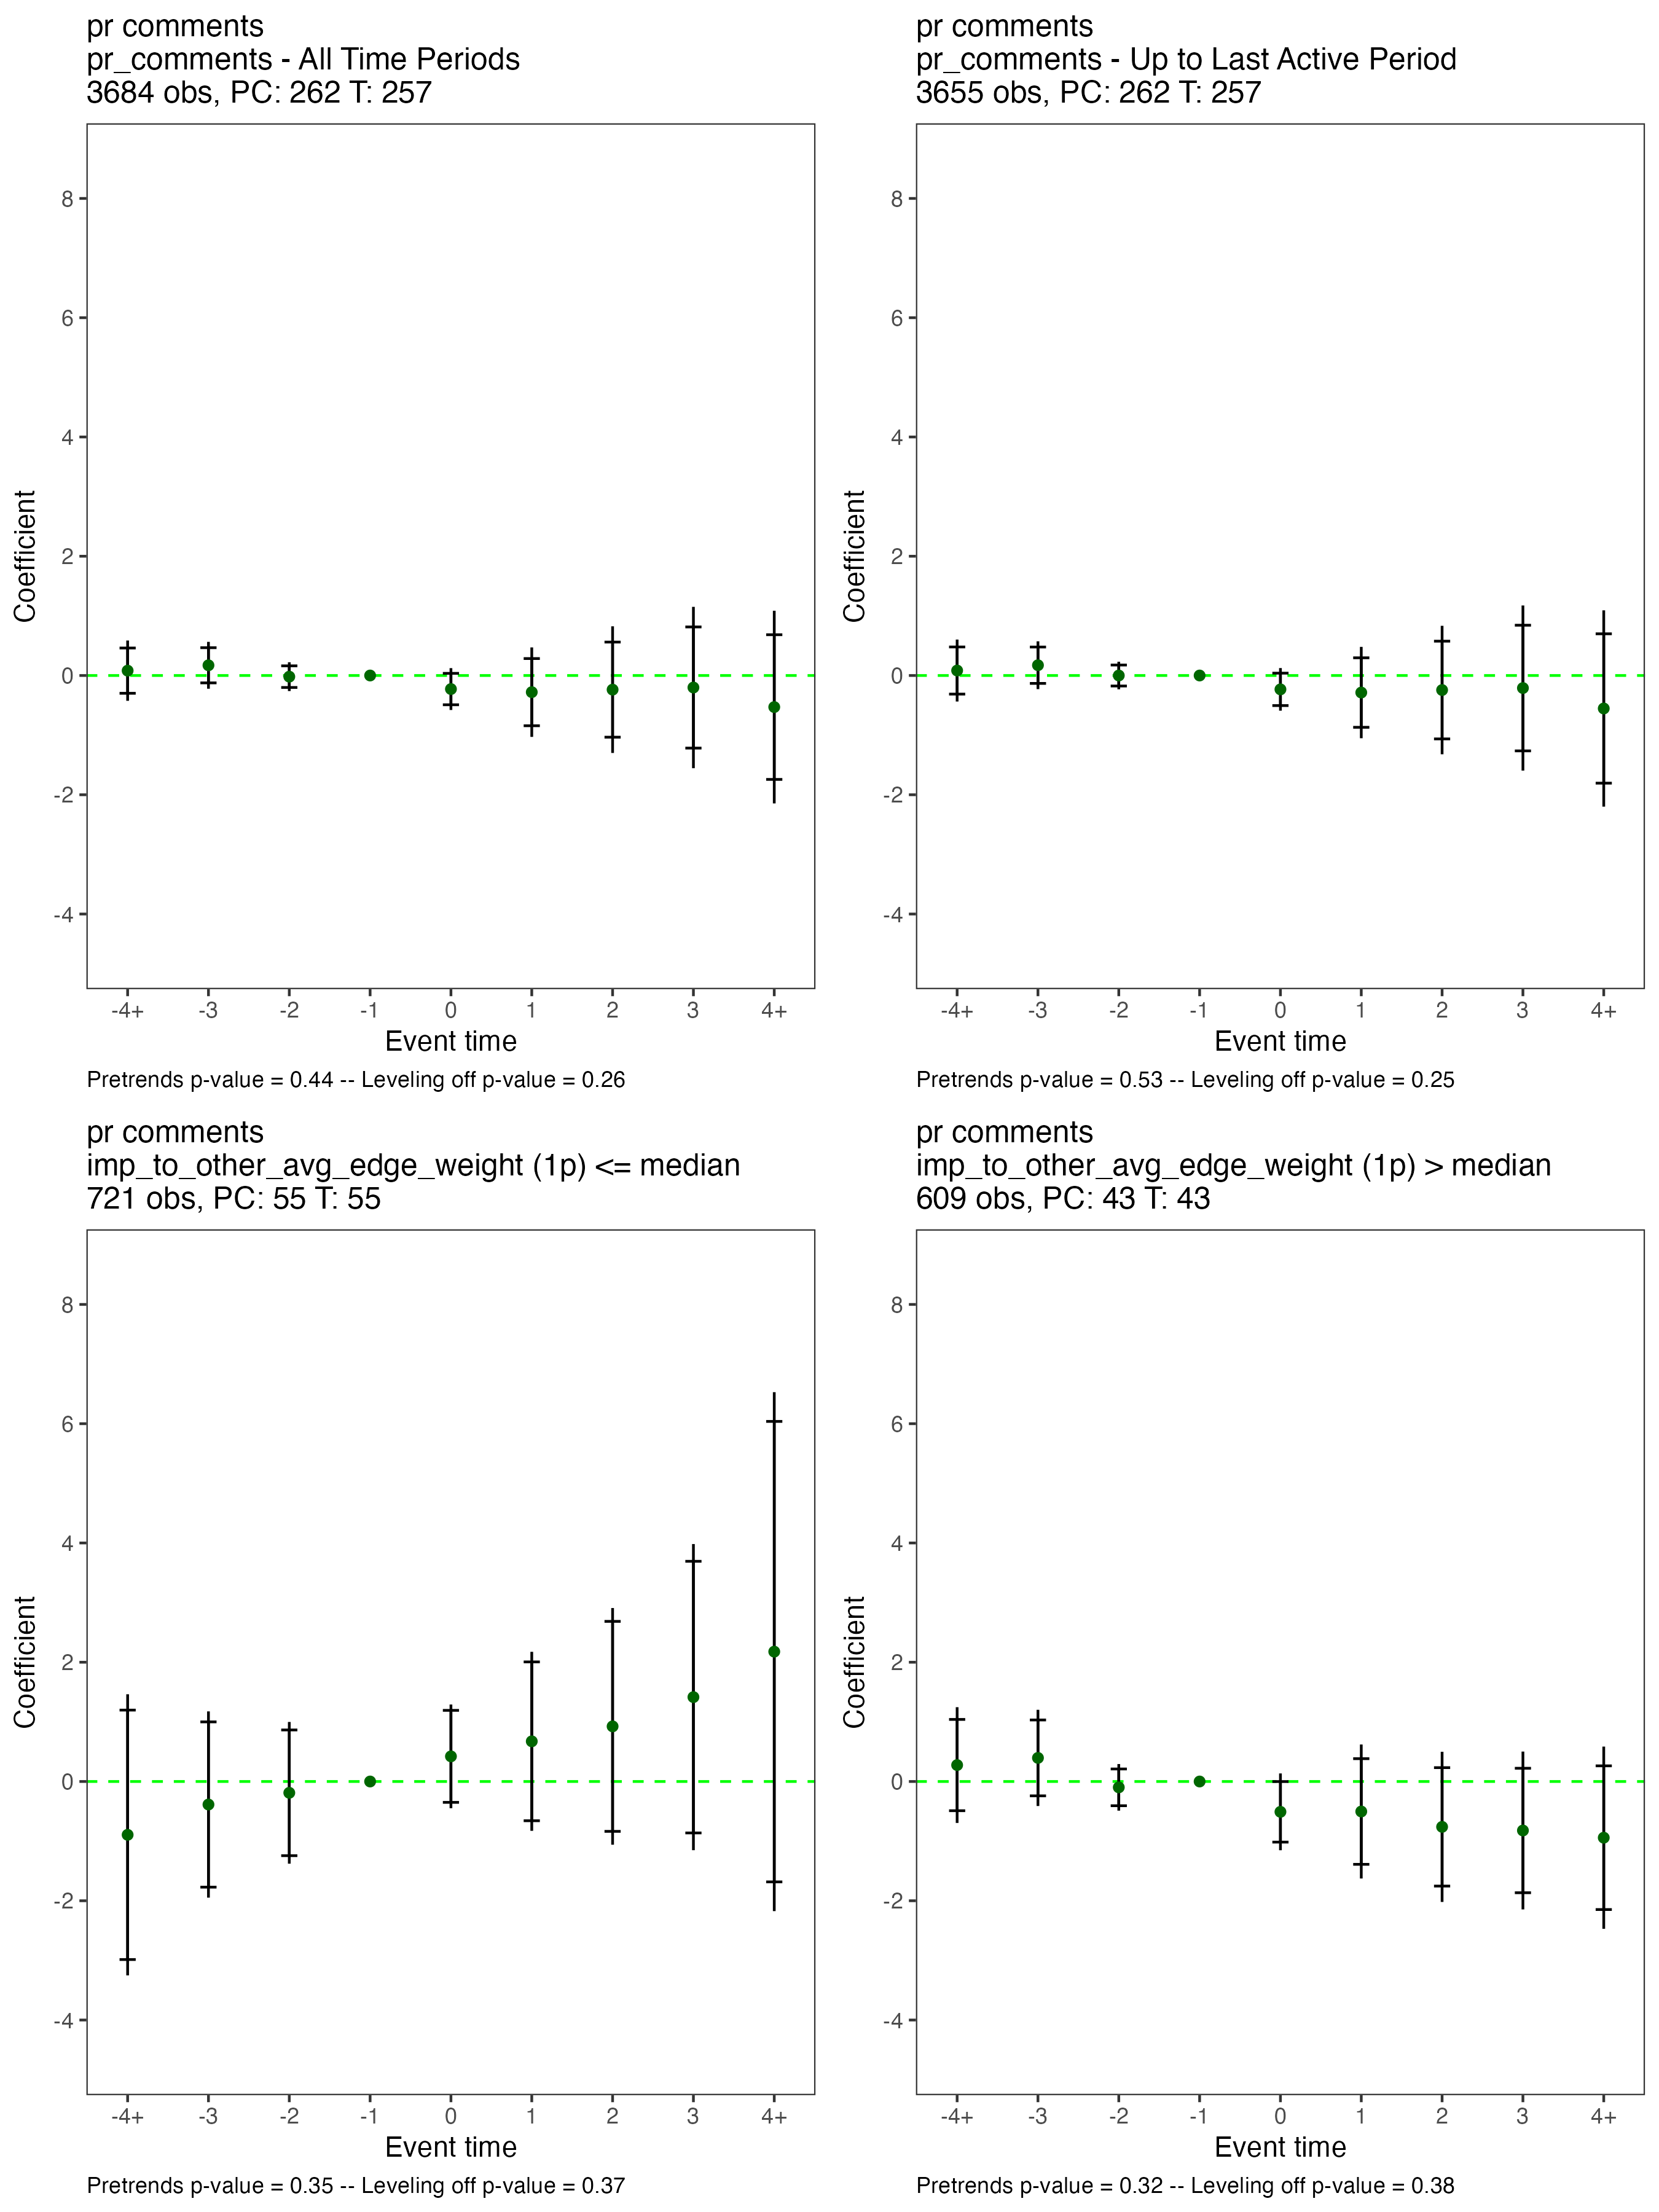 pr comments
pr_comments - All Time Periods
3684 obs, PC: 262 T: 257
8
6
4
2
0
-2
-4
Coefficient
-4+ -3 -2 -1 0 1 2 3 4+
Event time
Pretrends p-value = 0.44 -- Leveling off p-value = 0.26
pr comments
pr_comments - Up to Last Active Period
3655 obs, PC: 262 T: 257
8
6
4
2
0
-2
-4
Coefficient
-4+ -3 -2 -1 0 1 2 3 4+
Event time
Pretrends p-value = 0.53 -- Leveling off p-value = 0.25
pr comments
imp_to_other_avg_edge_weight (1p) <= median
721 obs, PC: 55 T: 55
8
6
4
2
0
-2
-4
Coefficient
-4+ -3 -2 -1 0 1 2 3 4+
Event time
Pretrends p-value = 0.35 -- Leveling off p-value = 0.37
pr comments
imp_to_other_avg_edge_weight (1p) > median
609 obs, PC: 43 T: 43
8
6
4
2
0
-2
-4
Coefficient
-4+ -3 -2 -1 0 1 2 3 4+
Event time
Pretrends p-value = 0.32 -- Leveling off p-value = 0.38